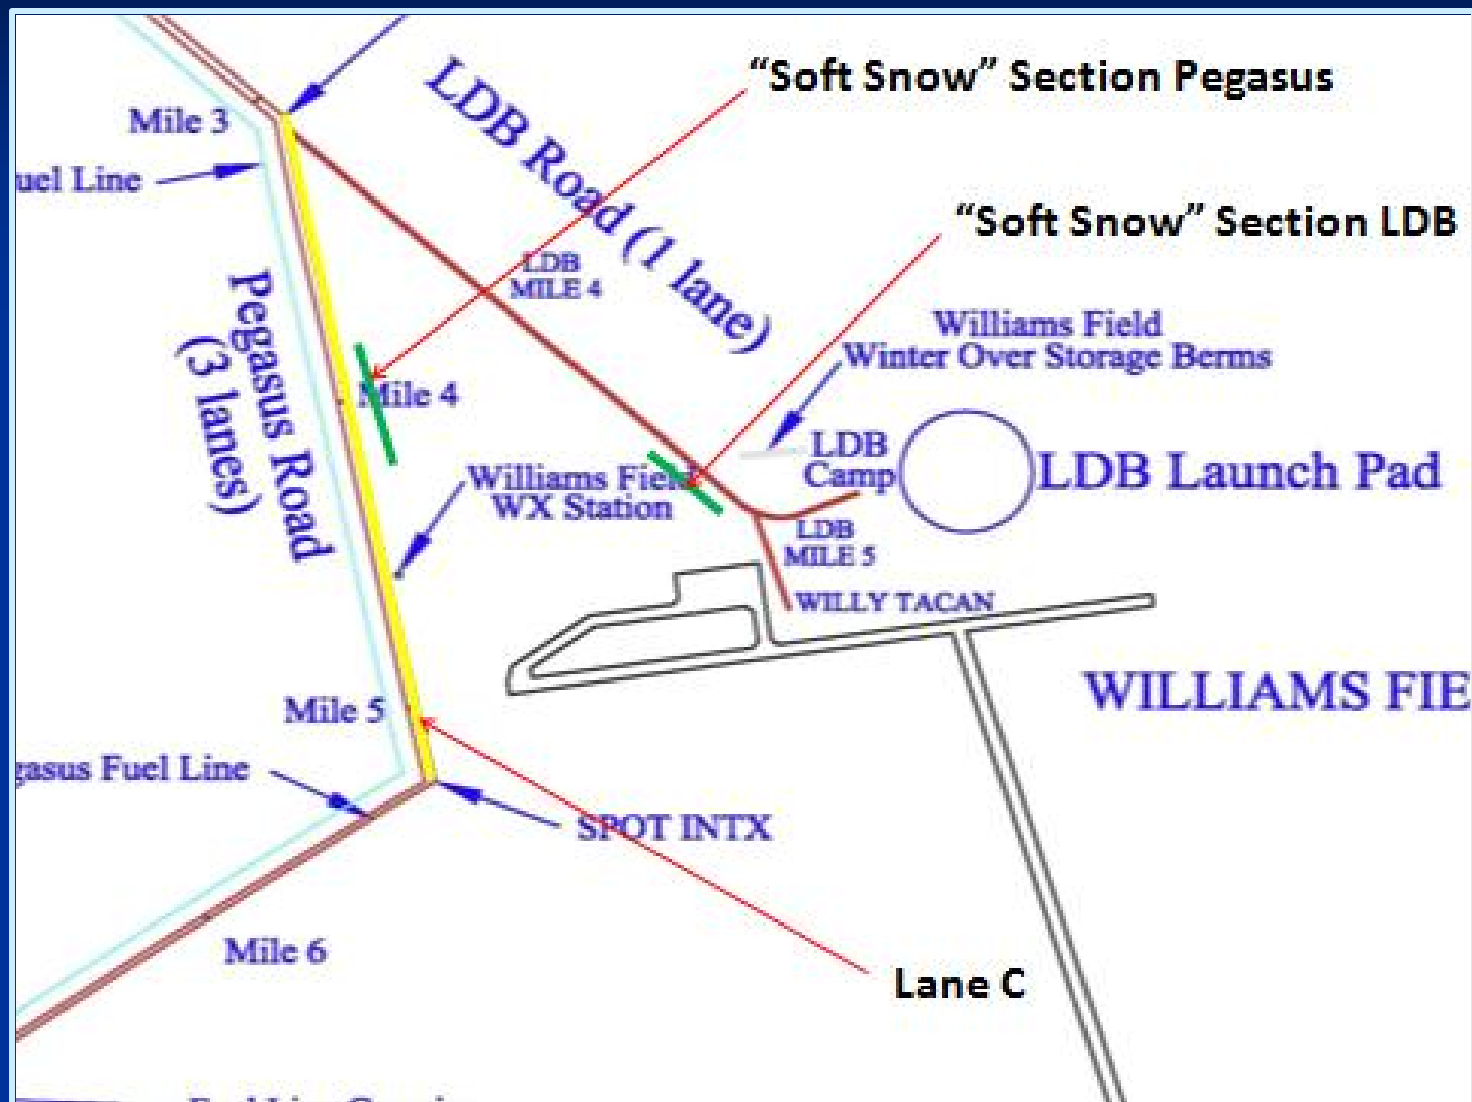 "Soft Snow" Section Pegasus
Mile 3
LDB Road (1 lane)
uel Line
"Soft Snow" Section LDB
LDB
MILE 4
Pegasus Road
(3 lanes)
Williams Field
Winter Over Storage Berms
Mile 4
LDB
Camp
LDB Launch Pad
Williams Field
WX Station
LDB
MILE 5
WILLY TACAN
WILLIAMS FIE
Mile 5
gasus Fuel Line
SPOT INTX
Mile 6
Lane C